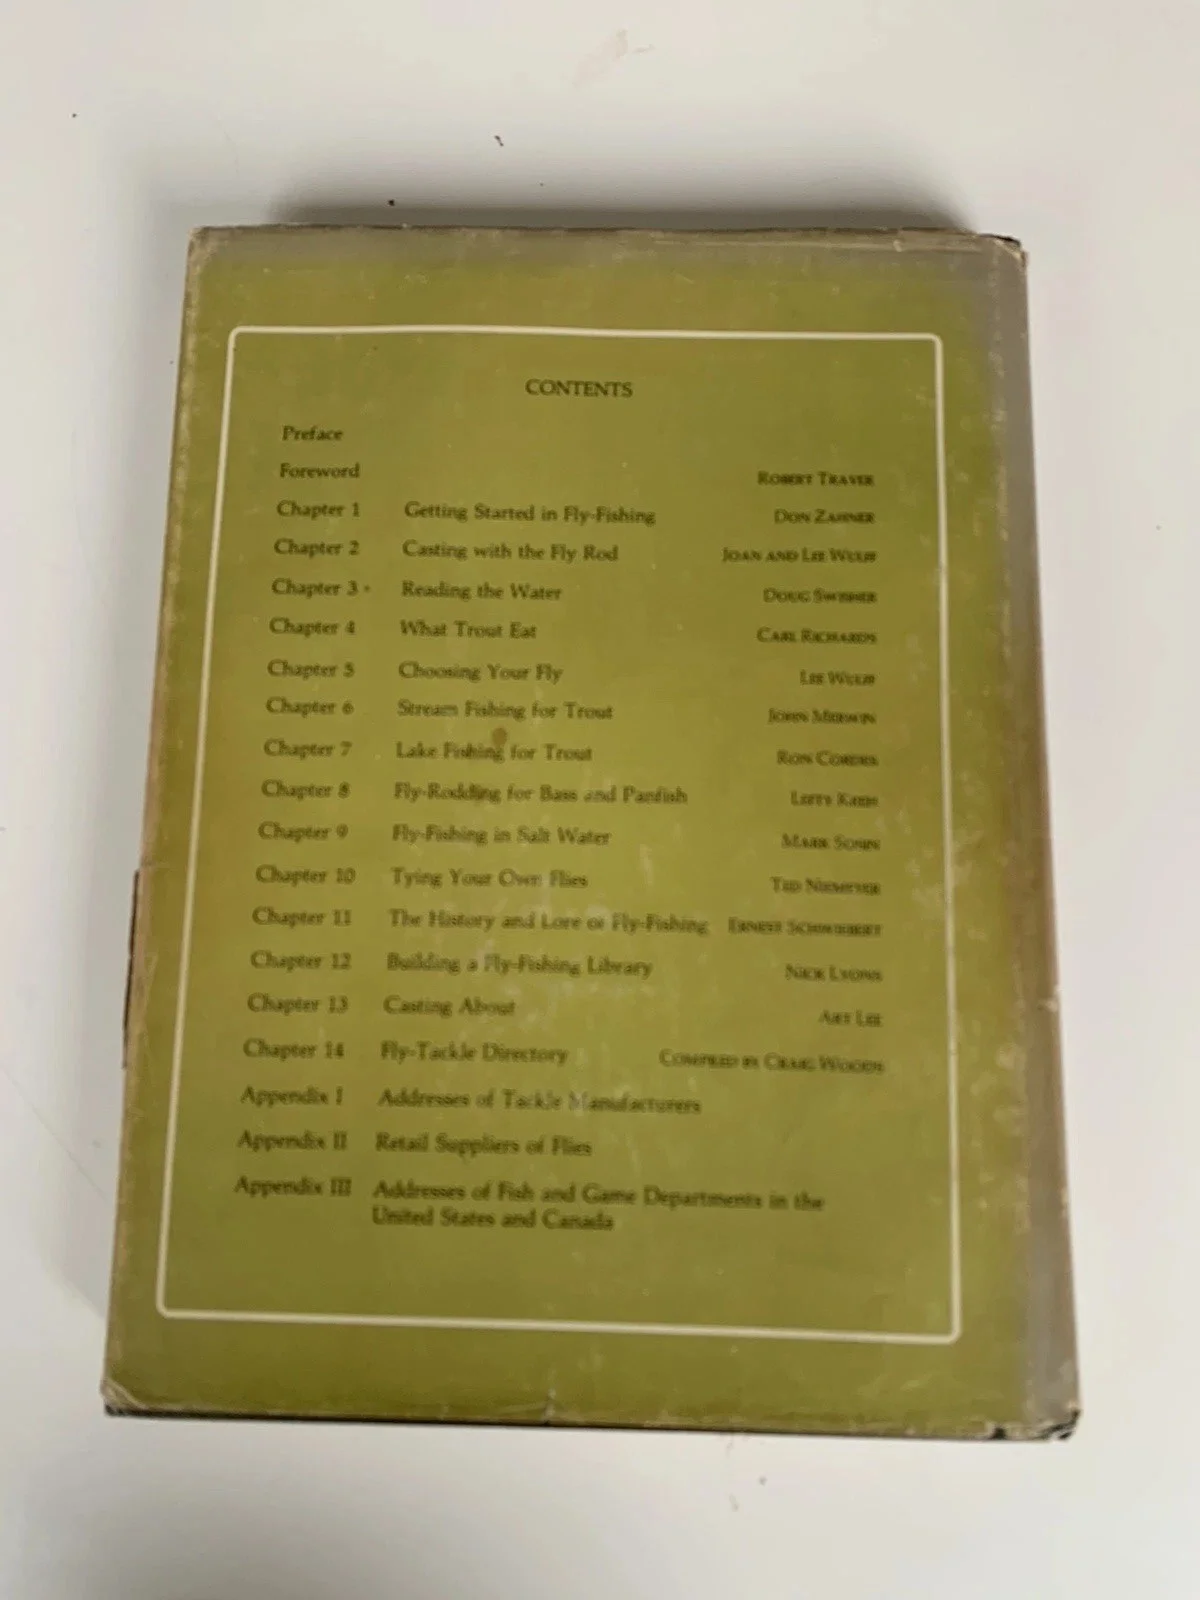 CONTENTS
Preface
Foreword ROBERT TRAVER
Chapter 1 Getting Started in Fly-Fishing DON ZAHNER
Chapter 2 Casting with the Fly Rod JOAN AND LEE WULFF
Chapter 3 Reading the Water DOUG SWISHER
Chapter 4 What Trout Eat CARL RICHARDS
Chapter 5 Choosing Your Fly LEE WULFF
Chapter 6 Stream Fishing for Trout JOHN MERWIN
Chapter 7 Lake Fishing for Trout RON CORDES
Chapter 8 Fly-Rodding for Bass and Panfish LEFTY KREH
Chapter 9 Fly-Fishing in Salt Water MARK SOSIN
Chapter 10 Tying Your Own Flies TED NIEMEYER
Chapter 11 The History and Lore of Fly-Fishing ERNEST SCHWIEBERT
Chapter 12 Building a Fly-Fishing Library NICK LYONS
Chapter 13 Casting About ART LEE
Chapter 14 Fly-Tackle Directory COMPILED BY CRAIG WOODS
Appendix I Addresses of Tackle Manufacturers
Appendix II Retail Suppliers of Flies
Appendix III Addresses of Fish and Game Departments in the
United States and Canada